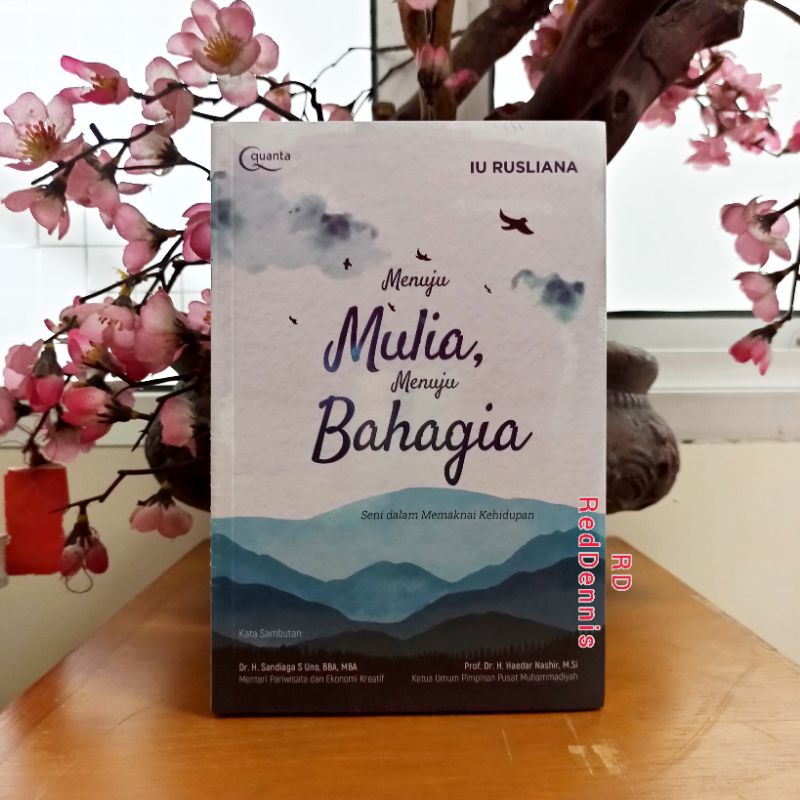 quanta
IU RUSLIANA
Menuju
Mulia,
Menuju
Bahagia
Seni dalam Memaknai Kehidupan
Kata Sambutan:
Dr. H. Sandiaga S Uno, BBA, MBA
Menteri Pariwisata dan Ekonomi Kreatif
Prof. Dr. H. Haedar Nashir, M.Si
Ketua Umum Pimpinan Pusat Muhammadiyah
RD
RedDennis